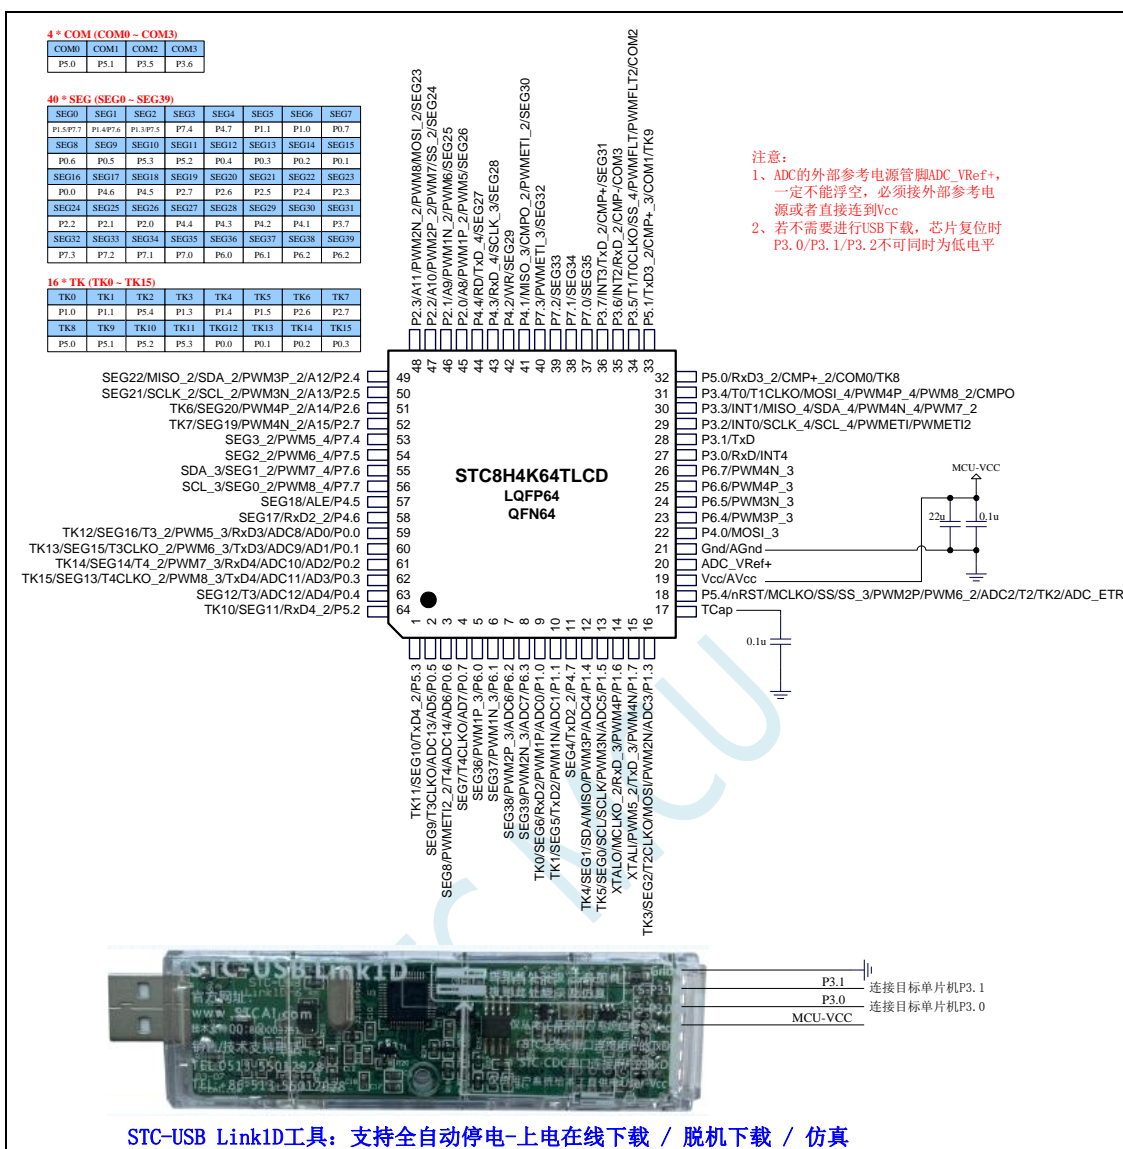 4 * COM (COM0 ~ COM3)
COM0 COM1 COM2 COM3
P5.0 P5.1 P3.5 P3.6
40 * SEG (SEG0 ~ SEG39)
SEG0 SEG1 SEG2 SEG3 SEG4 SEG5 SEG6 SEG7
P1.5/P7.7 P1.4/P7.6 P1.3/P7.5 P7.4 P4.7 P1.1 P1.0 P0.7
SEG8 SEG9 SEG10 SEG11 SEG12 SEG13 SEG14 SEG15
P0.6 P0.5 P5.3 P5.2 P0.4 P0.3 P0.2 P0.1
SEG16 SEG17 SEG18 SEG19 SEG20 SEG21 SEG22 SEG23
P0.0 P4.6 P4.5 P2.7 P2.6 P2.5 P2.4 P2.3
SEG24 SEG25 SEG26 SEG27 SEG28 SEG29 SEG30 SEG31
P2.2 P2.1 P2.0 P4.4 P4.3 P4.2 P4.1 P3.7
SEG32 SEG33 SEG34 SEG35 SEG36 SEG37 SEG38 SEG39
P7.3 P7.2 P7.1 P7.0 P6.0 P6.1 P6.2 P6.2
16 * TK (TK0 ~ TK15)
TK0 TK1 TK2 TK3 TK4 TK5 TK6 TK7
P1.0 P1.1 P5.4 P1.3 P1.4 P1.5 P2.6 P2.7
TK8 TK9 TK10 TK11 TKG12 TK13 TK14 TK15
P5.0 P5.1 P5.2 P5.3 P0.0 P0.1 P0.2 P0.3
注意:
1、ADC的外部参考电源管脚ADC_VRef+,
一定不能浮空, 必须接外部参考电
源或者直接连到Vcc
2、若不需要进行USB下载, 芯片复位时
P3.0/P3.1/P3.2不可同时为低电平
P2.3/A11/PWM2N_2/PWM8/MOSI_2/SEG23
P2.2/A10/PWM2P_2/PWM7/SS_2/SEG24
P2.1/A9/PWM1N_2/PWM6/SEG25
P2.0/A8/PWM1P_2/PWM5/SEG26
P4.4/RD/TxD_4/SEG27
P4.3/RxD_4/SCLK_3/SEG28
P4.2/WR/SEG29
P4.1/MISO_3/CMPO_2/PWMETI_2/SEG30
P7.3/PWMETI_3/SEG32
P7.2/SEG33
P7.1/SEG34
P7.0/SEG35
P3.7/INT3/TxD_2/CMP+/SEG31
P3.6/INT2/RxD_2/CMP-/COM3
P3.5/T1/T0CLKO/SS_4/PWMFLT/PWMFLT2/COM2
P5.1/TxD3_2/CMP+_3/COM1/TK9
48 47 46 45 44 43 42 41 40 39 38 37 36 35 34 33
SEG22/MISO_2/SDA_2/PWM3P_2/A12/P2.4 49
SEG21/SCLK_2/SCL_2/PWM3N_2/A13/P2.5 50
TK6/SEG20/PWM4P_2/A14/P2.6 51
TK7/SEG19/PWM4N_2/A15/P2.7 52
SEG3_2/PWM5_4/P7.4 53
SEG2_2/PWM6_4/P7.5 54
SDA_3/SEG1_2/PWM7_4/P7.6 55
SCL_3/SEG0_2/PWM8_4/P7.7 56
SEG18/ALE/P4.5 57
SEG17/RxD2_2/P4.6 58
TK12/SEG16/T3_2/PWM5_3/RxD3/ADC8/AD0/P0.0 59
TK13/SEG15/T3CLKO_2/PWM6_3/TxD3/ADC9/AD1/P0.1 60
TK14/SEG14/T4_2/PWM7_3/RxD4/ADC10/AD2/P0.2 61
TK15/SEG13/T4CLKO_2/PWM8_3/TxD4/ADC11/AD3/P0.3 62
SEG12/T3/ADC12/AD4/P0.4 63
TK10/SEG11/RxD4_2/P5.2 64
STC8H4K64TLCD
LQFP64
QFN64
32 P5.0/RxD3_2/CMP+_2/COM0/TK8
31 P3.4/T0/T1CLKO/MOSI_4/PWM4P_4/PWM8_2/CMPO
30 P3.3/INT1/MISO_4/SDA_4/PWM4N_4/PWM7_2
29 P3.2/INT0/SCLK_4/SCL_4/PWMETI/PWMETI2
28 P3.1/TxD
27 P3.0/RxD/INT4
26 P6.7/PWM4N_3
25 P6.6/PWM4P_3
24 P6.5/PWM3N_3
23 P6.4/PWM3P_3
22 P4.0/MOSI_3
21 Gnd/AGnd
20 ADC_VRef+
19 Vcc/AVcc
18 P5.4/nRST/MCLKO/SS/SS_3/PWM2P/PWM6_2/ADC2/T2/TK2/ADC_ETR
17 TCap
MCU-VCC
22u 0.1u
0.1u
1 2 3 4 5 6 7 8 9 10 11 12 13 14 15 16
TK11/SEG10/TxD4_2/P5.3
SEG9/T3CLKO/ADC13/AD5/P0.5
SEG8/PWMETI2_2/T4/ADC14/AD6/P0.6
SEG7/T4CLKO/AD7/P0.7
SEG36/PWM1P_3/P6.0
SEG37/PWM1N_3/P6.1
SEG38/PWM2P_3/ADC6/P6.2
SEG39/PWM2N_3/ADC7/P6.3
TK0/SEG6/RxD2/PWM1P/ADC0/P1.0
TK1/SEG5/TxD2/PWM1N/ADC1/P1.1
SEG4/TxD2_2/P4.7
TK4/SEG1/SDA/MISO/PWM3P/ADC4/P1.4
TK5/SEG0/SCL/SCLK/PWM3N/ADC5/P1.5
XTALO/MCLKO_2/RxD_3/PWM4P/P1.6
XTALI/PWM5_2/TxD_3/PWM4N/P1.7
TK3/SEG2/T2CLKO/MOSI/PWM2N/ADC3/P1.3
STC MCU
STC-USB Link1D
官方网址
www.STCAI.com
TEL:0513-55012928
Gnd
P3.1 连接目标单片机P3.1
P3.0 连接目标单片机P3.0
MCU-VCC
STC-USB Link1D工具: 支持全自动停电-上电在线下载 / 脱机下载 / 仿真